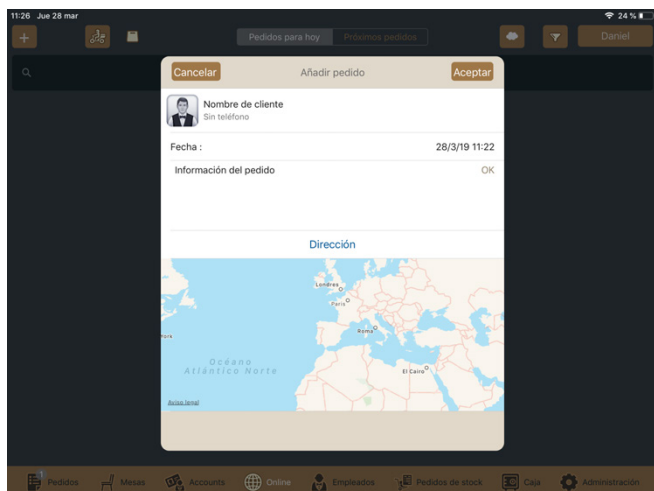 11:26 Jue 28 mar
24 %
Pedidos para hoy
Próximos pedidos
Daniel
Cancelar
Añadir pedido
Aceptar
Nombre de cliente
Sin teléfono
Fecha :
28/3/19 11:22
Información del pedido
OK
Dirección
Londres
París
Roma
Océano
Atlántico Norte
El Cairo
Aviso legal
1
Pedidos
Mesas
Accounts
Online
Empleados
Pedidos de stock
Caja
Administración